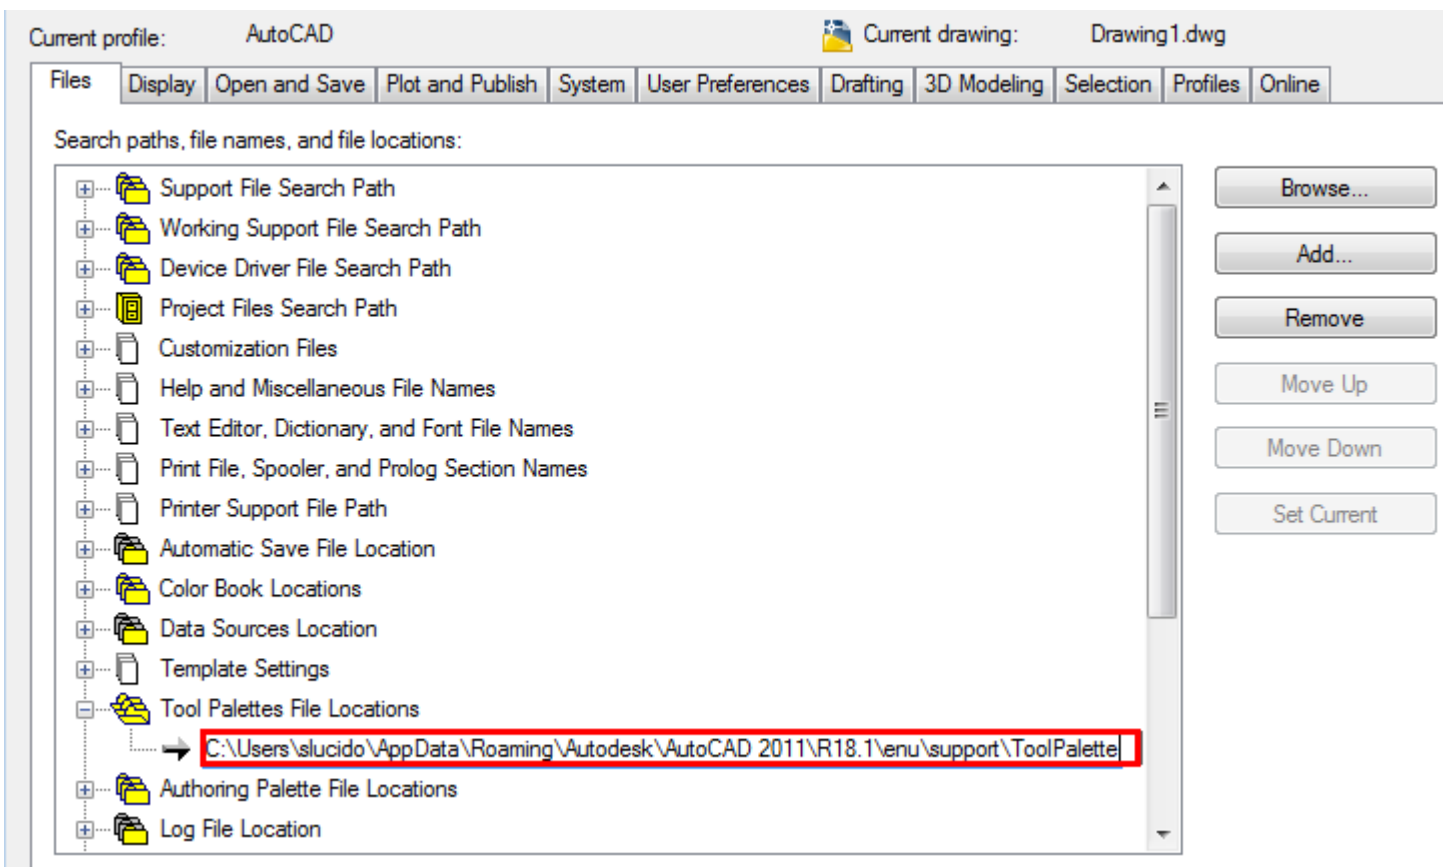 Current profile: AutoCAD Current drawing: Drawing1.dwg
Files Display Open and Save Plot and Publish System User Preferences Drafting 3D Modeling Selection Profiles Online
Search paths, file names, and file locations:
Support File Search Path
Working Support File Search Path
Device Driver File Search Path
Project Files Search Path
Customization Files
Help and Miscellaneous File Names
Text Editor, Dictionary, and Font File Names
Print File, Spooler, and Prolog Section Names
Printer Support File Path
Automatic Save File Location
Color Book Locations
Data Sources Location
Template Settings
Tool Palettes File Locations
C:\Users\slucido\AppData\Roaming\Autodesk\AutoCAD 2011\R18.1\enu\support\ToolPalette
Authoring Palette File Locations
Log File Location
Browse...
Add...
Remove
Move Up
Move Down
Set Current